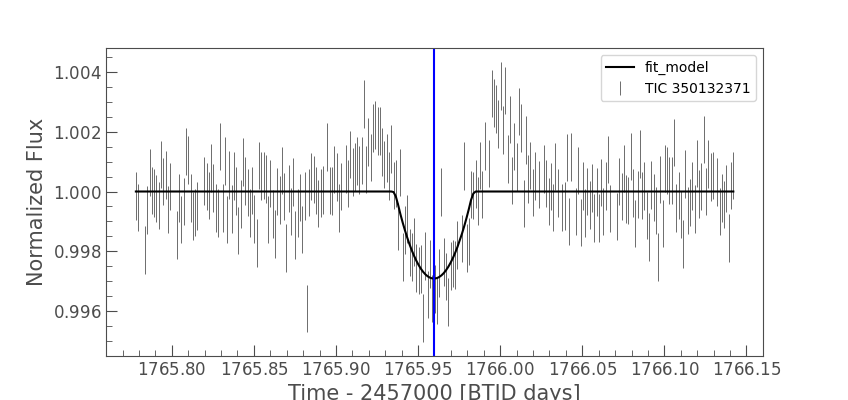 1.004
1.002
1.000
0.998
0.996
Normalized Flux
fit_model
TIC 350132371
1765.80 1765.85 1765.90 1765.95 1766.00 1766.05 1766.10 1766.15
Time - 2457000 [BTJD days]